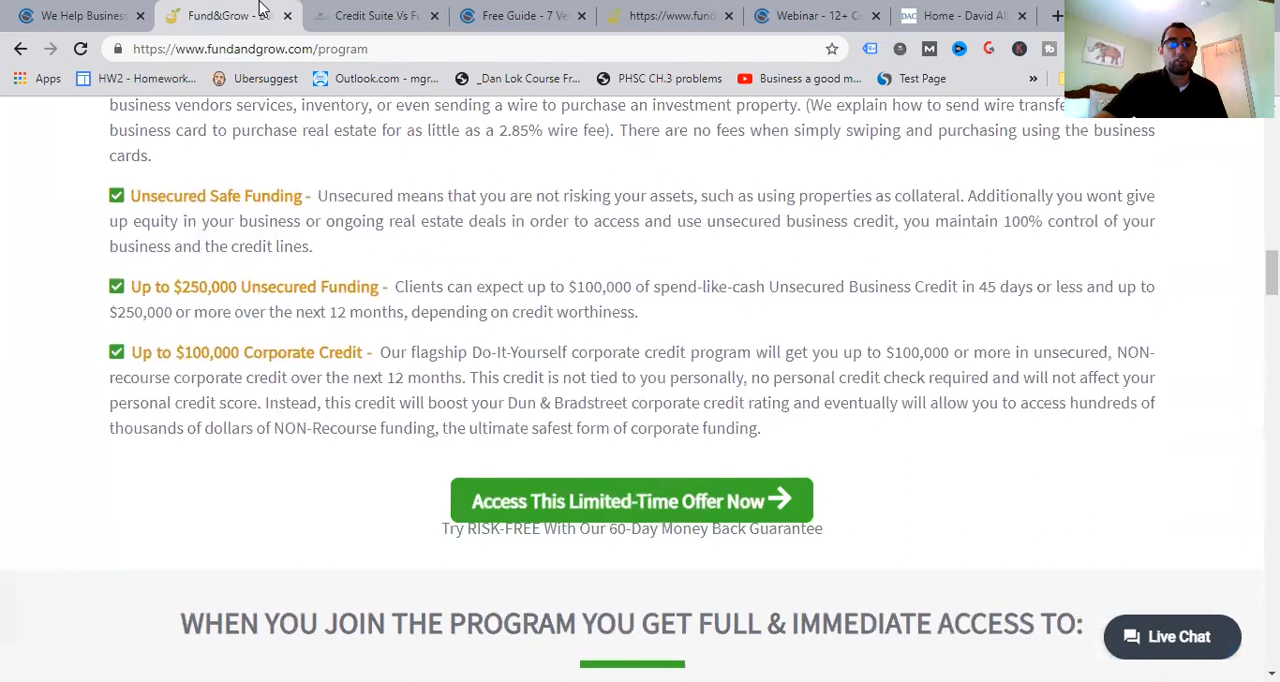 We Help Business
Fund&Grow -
Credit Suite Vs Fu
Free Guide - 7 Ve
https://www.fund
Webinar - 12+ C
DAC
Home - David All
https://www.fundandgrow.com/program
Apps
HW2 - Homework...
Ubersuggest
Outlook.com - mgr...
_Dan Lok Course Fr...
PHSC CH.3 problems
Business a good m...
Test Page
»
business vendors services, inventory, or even sending a wire to purchase an investment property. (We explain how to send wire transfe
business card to purchase real estate for as little as a 2.85% wire fee). There are no fees when simply swiping and purchasing using the business
cards.
Unsecured Safe Funding - Unsecured means that you are not risking your assets, such as using properties as collateral. Additionally you wont give
up equity in your business or ongoing real estate deals in order to access and use unsecured business credit, you maintain 100% control of your
business and the credit lines.
Up to $250,000 Unsecured Funding - Clients can expect up to $100,000 of spend-like-cash Unsecured Business Credit in 45 days or less and up to
$250,000 or more over the next 12 months, depending on credit worthiness.
Up to $100,000 Corporate Credit - Our flagship Do-It-Yourself corporate credit program will get you up to $100,000 or more in unsecured, NON-
recourse corporate credit over the next 12 months. This credit is not tied to you personally, no personal credit check required and will not affect your
personal credit score. Instead, this credit will boost your Dun & Bradstreet corporate credit rating and eventually will allow you to access hundreds of
thousands of dollars of NON-Recourse funding, the ultimate safest form of corporate funding.
Access This Limited-Time Offer Now
Try RISK-FREE With Our 60-Day Money Back Guarantee
WHEN YOU JOIN THE PROGRAM YOU GET FULL & IMMEDIATE ACCESS TO:
Live Chat